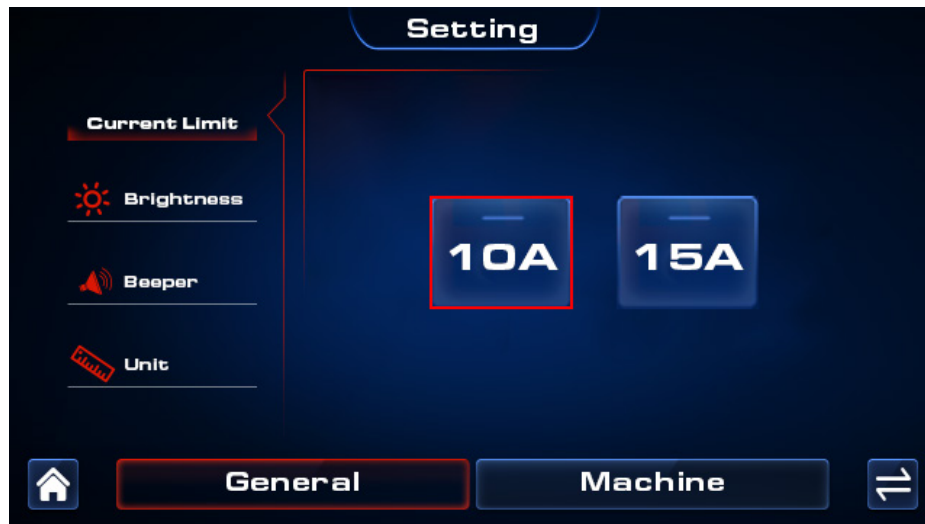 Setting
Current Limit
Brightness
Beeper
Unit
10A
15A
General
Machine